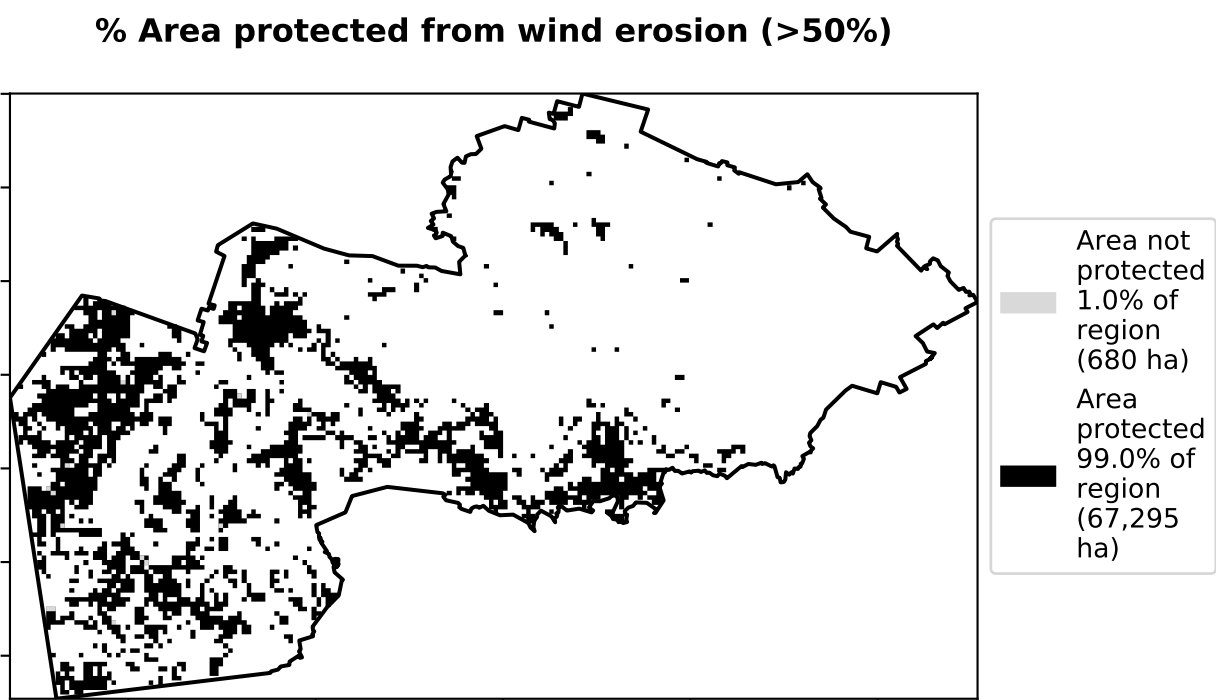 % Area protected from wind erosion (>50%)
Area not
protected
1.0% of
region
(680 ha)
Area
protected
99.0% of
region
(67,295
ha)